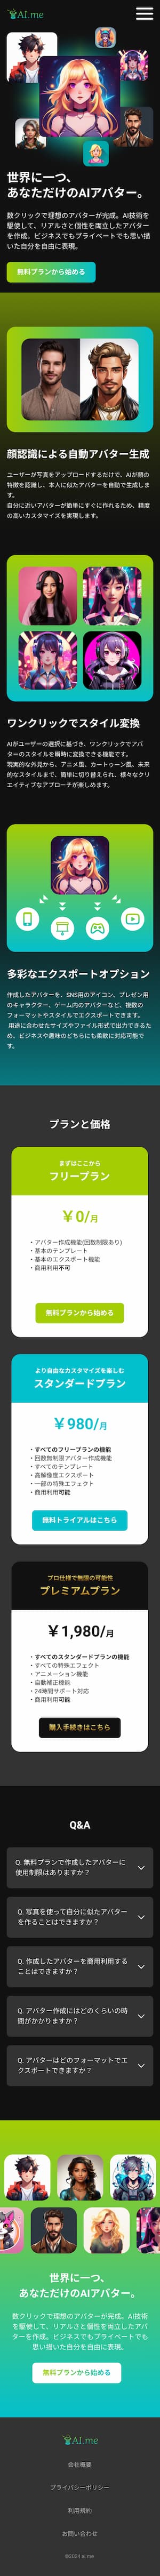 AI.me
世界に一つ、
あなただけのAIアバター。
数クリックで理想のアバターが完成。AI技術を
駆使して、リアルさと個性を両立したアバター
を作成。ビジネスでもプライベートでも思い描
いた自分を自由に表現。
無料プランから始める
顔認識による自動アバター生成
ユーザーが写真をアップロードするだけで、AIが顔の
特徴を認識し、本人に似たアバターを自動で生成しま
す。
自分に近いアバターが簡単にすぐに作れるため、精度
の高いカスタマイズを実現します。
ワンクリックでスタイル変換
AIがユーザーの選択に基づき、ワンクリックでアバ
ターのスタイルを瞬時に変換できる機能です。
現実的な外見から、アニメ風、カートゥーン風、未来
的なスタイルまで、簡単に切り替えられ、様々なクリ
エイティブなアプローチが楽しめます。
多彩なエクスポートオプション
作成したアバターを、SNS用のアイコン、プレゼン用
のキャラクター、ゲーム内のアバターなど、複数の
フォーマットやスタイルでエクスポートできます。
用途に合わせたサイズやファイル形式で出力できるた
め、ビジネスや趣味のどちらにも柔軟に対応可能で
す。
プランと価格
まずはここから
フリープラン
￥0/月
・アバター作成機能(回数制限あり)
・基本のテンプレート
・基本のエクスポート機能
・商用利用不可
無料プランから始める
より自由なカスタマイズを楽しむ
スタンダードプラン
￥980/月
・すべてのフリープランの機能
・回数無制限アバター作成機能
・すべてのテンプレート
・高解像度エクスポート
・一部の特殊エフェクト
・商用利用可能
無料トライアルはこちら
プロ仕様で無限の可能性
プレミアムプラン
￥1,980/月
・すべてのスタンダードプランの機能
・すべての特殊エフェクト
・アニメーション機能
・自動補正機能
・24時間サポート対応
・商用利用可能
購入手続きはこちら
Q&A
Q. 無料プランで作成したアバターに
使用制限はありますか？
Q. 写真を使って自分に似たアバター
を作ることはできますか？
Q. 作成したアバターを商用利用する
ことはできますか？
Q. アバター作成にはどのくらいの時
間がかかりますか？
Q. アバターはどのフォーマットでエ
クスポートできますか？
世界に一つ、
あなただけのAIアバター。
数クリックで理想のアバターが完成。AI技術
を駆使して、リアルさと個性を両立したアバ
ターを作成。ビジネスでもプライベートでも
思い描いた自分を自由に表現。
無料プランから始める
AI.me
会社概要
プライバシーポリシー
利用規約
お問い合わせ
©2024 ai.me